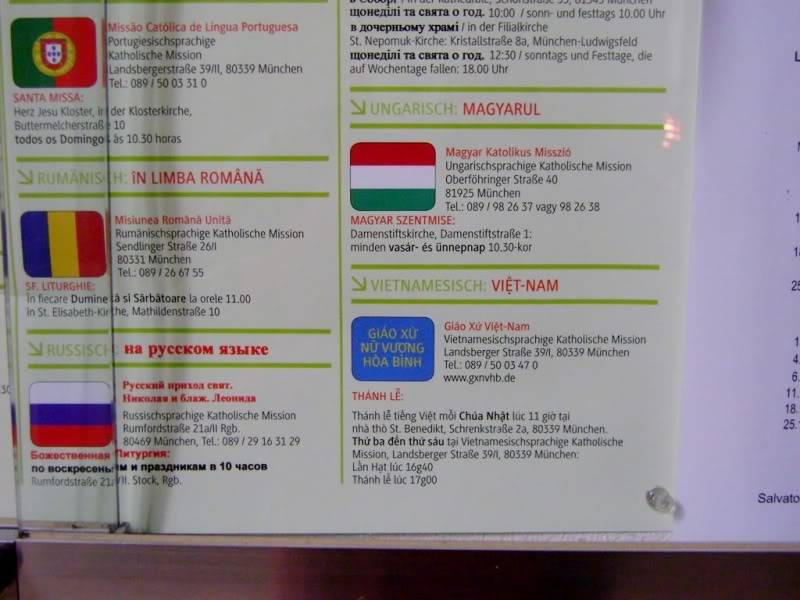 Missão Católica de Língua Portuguesa
Portugiesischsprachige
Katholische Mission
Landsbergerstraße 39/II, 80339 München
Tel.: 089 / 50 03 31 0
SANTA MISSA:
Herz Jesu Kloster, in der Klosterkirche,
Buttermelcherstraße 10
todos os Domingos às 10.30 horas
RUMÄNISCH: ÎN LIMBA ROMÂNĂ
Misiunea Română Unită
Rumänischsprachige Katholische Mission
Sendlinger Straße 26/I
80331 München
Tel.: 089 / 26 67 55
SF. LITURGHIE:
în fiecare Duminecă si Sărbătoare la orele 11.00
în St. Elisabeth-Kirche, Mathildenstraße 10
RUSSISCH: на русском языке
Русский приход свят.
Николая и блаж. Леонида
Russischsprachige Katholische Mission
Rumfordstraße 21a/II Rgb.
80469 München, Tel.: 089 / 29 16 31 29
Божественная Литургия:
по воскресеньям и праздникам в 10 часов
Rumfordstraße 21a/II. Stock, Rgb.
щонеділі та свята о год. 10:00 / sonn- und festtags 10.00 Uhr
в дочерньому храмі / in der Filialkirche
St. Nepomuk-Kirche: Kristallstraße 8a, München-Ludwigsfeld
щонеділі та свята о год. 12:30 / sonntags und Festtage, die
auf Wochentage fallen: 18.00 Uhr
UNGARISCH: MAGYARUL
Magyar Katolikus Misszió
Ungarischsprachige Katholische Mission
Oberföhringer Straße 40
81925 München
Tel.: 089 / 98 26 37 vagy 98 26 38
MAGYAR SZENTMISE:
Damenstiftskirche, Damenstiftstraße 1:
minden vasár- és ünnepnap 10.30-kor
VIETNAMESISCH: VIỆT-NAM
GIÁO XỨ
NỮ VƯƠNG
HÒA BÌNH
Giáo Xứ Việt-Nam
Vietnamesischsprachige Katholische Mission
Landsberger Straße 39/I, 80339 München
Tel.: 089 / 50 03 47 0
www.gxnvhb.de
THÁNH LỄ:
Thánh lễ tiếng Việt mỗi Chúa Nhật lúc 11 giờ tại
nhà thờ St. Benedikt, Schrenkstraße 2a, 80339 München.
Thứ ba đến thứ sáu tại Vietnamesischsprachige Katholische
Mission, Landsberger Straße 39/I, 80339 München:
Lần Hạt lúc 16g40
Thánh lễ lúc 17g00
25
1.
4.
6.
11.
18.
25.
Salvato